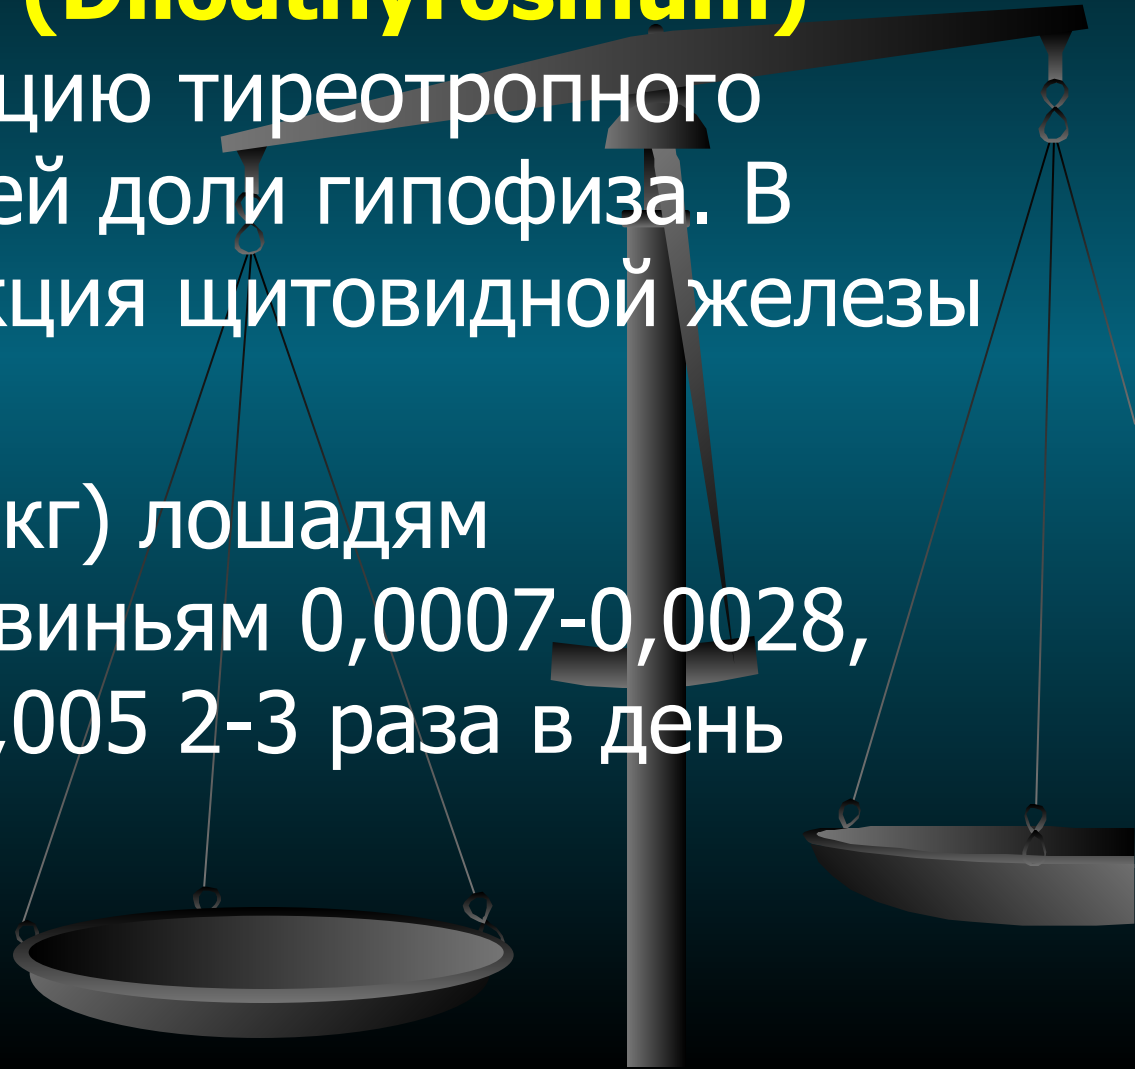 (Dijodthyrosinum)
цию тиреотропного
ей доли гипофиза. В
кция щитовидной железы
кг) лошадям
виньям 0,0007-0,0028,
,005 2-3 раза в день